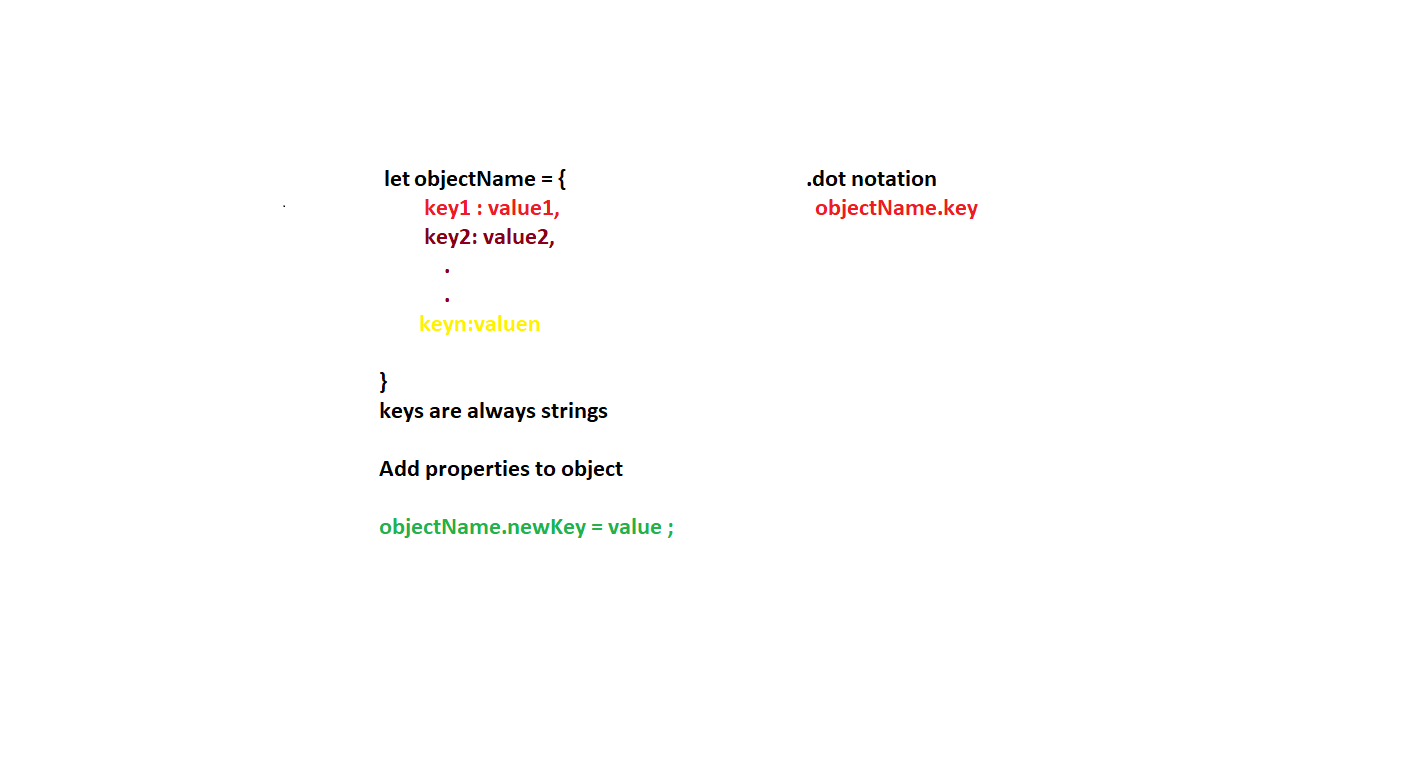 let objectName = {
key1 : value1,
key2: value2,
.
.
keyn:valuen
}
keys are always strings
Add properties to object
objectName.newKey = value ;
.dot notation
objectName.key